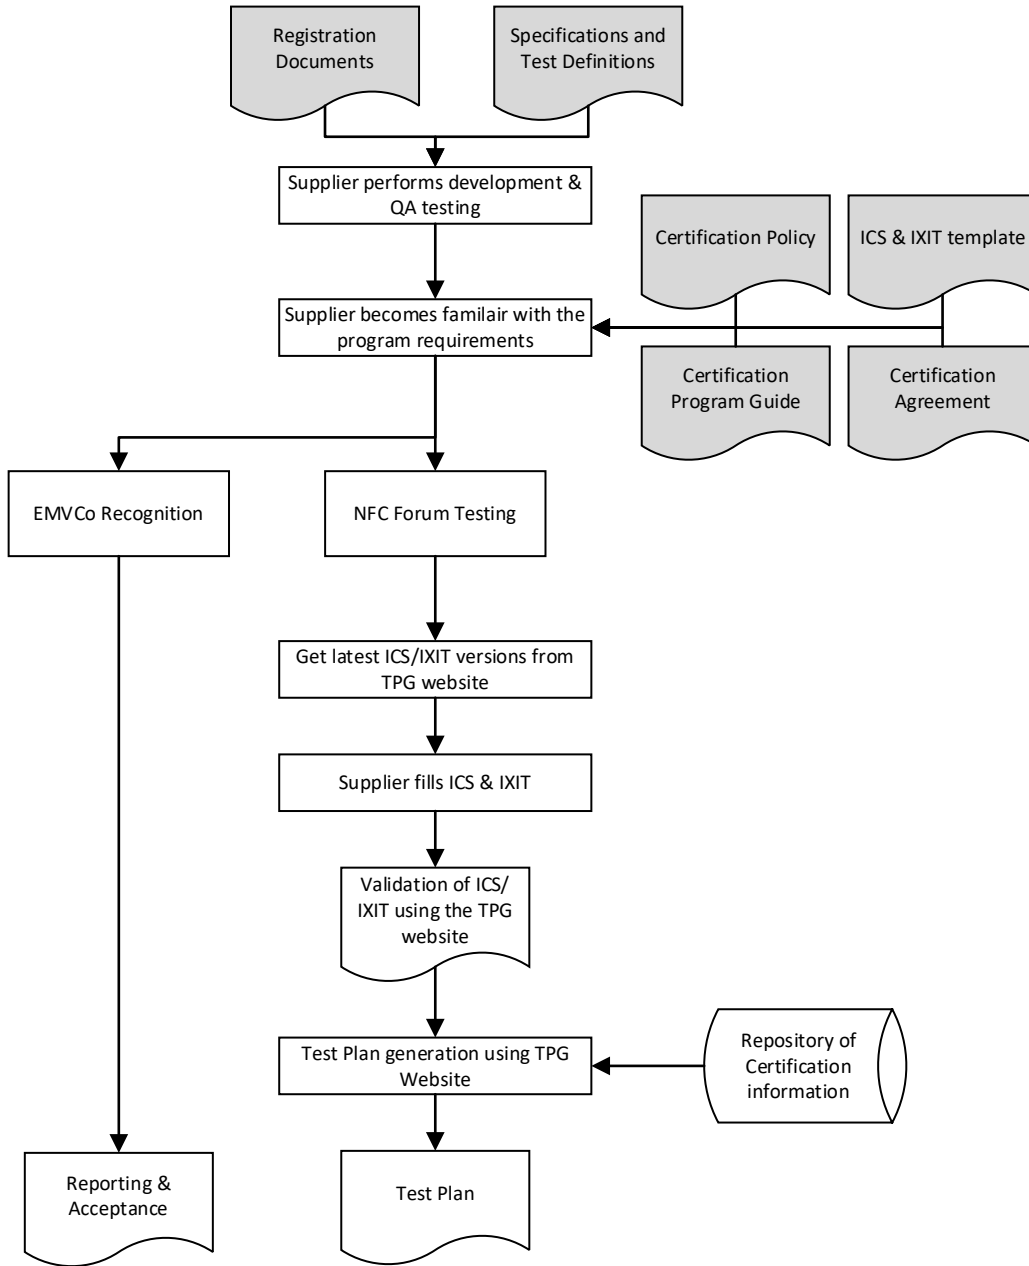 Registration
Documents
Specifications and
Test Definitions
Supplier performs development &
QA testing
Certification Policy
ICS & IXIT template
Supplier becomes familair with the
program requirements
Certification
Program Guide
Certification
Agreement
EMVCo Recognition
NFC Forum Testing
Get latest ICS/IXIT versions from
TPG website
Supplier fills ICS & IXIT
Validation of ICS/
IXIT using the TPG
website
Test Plan generation using TPG
Website
Repository of
Certification
information
Reporting &
Acceptance
Test Plan